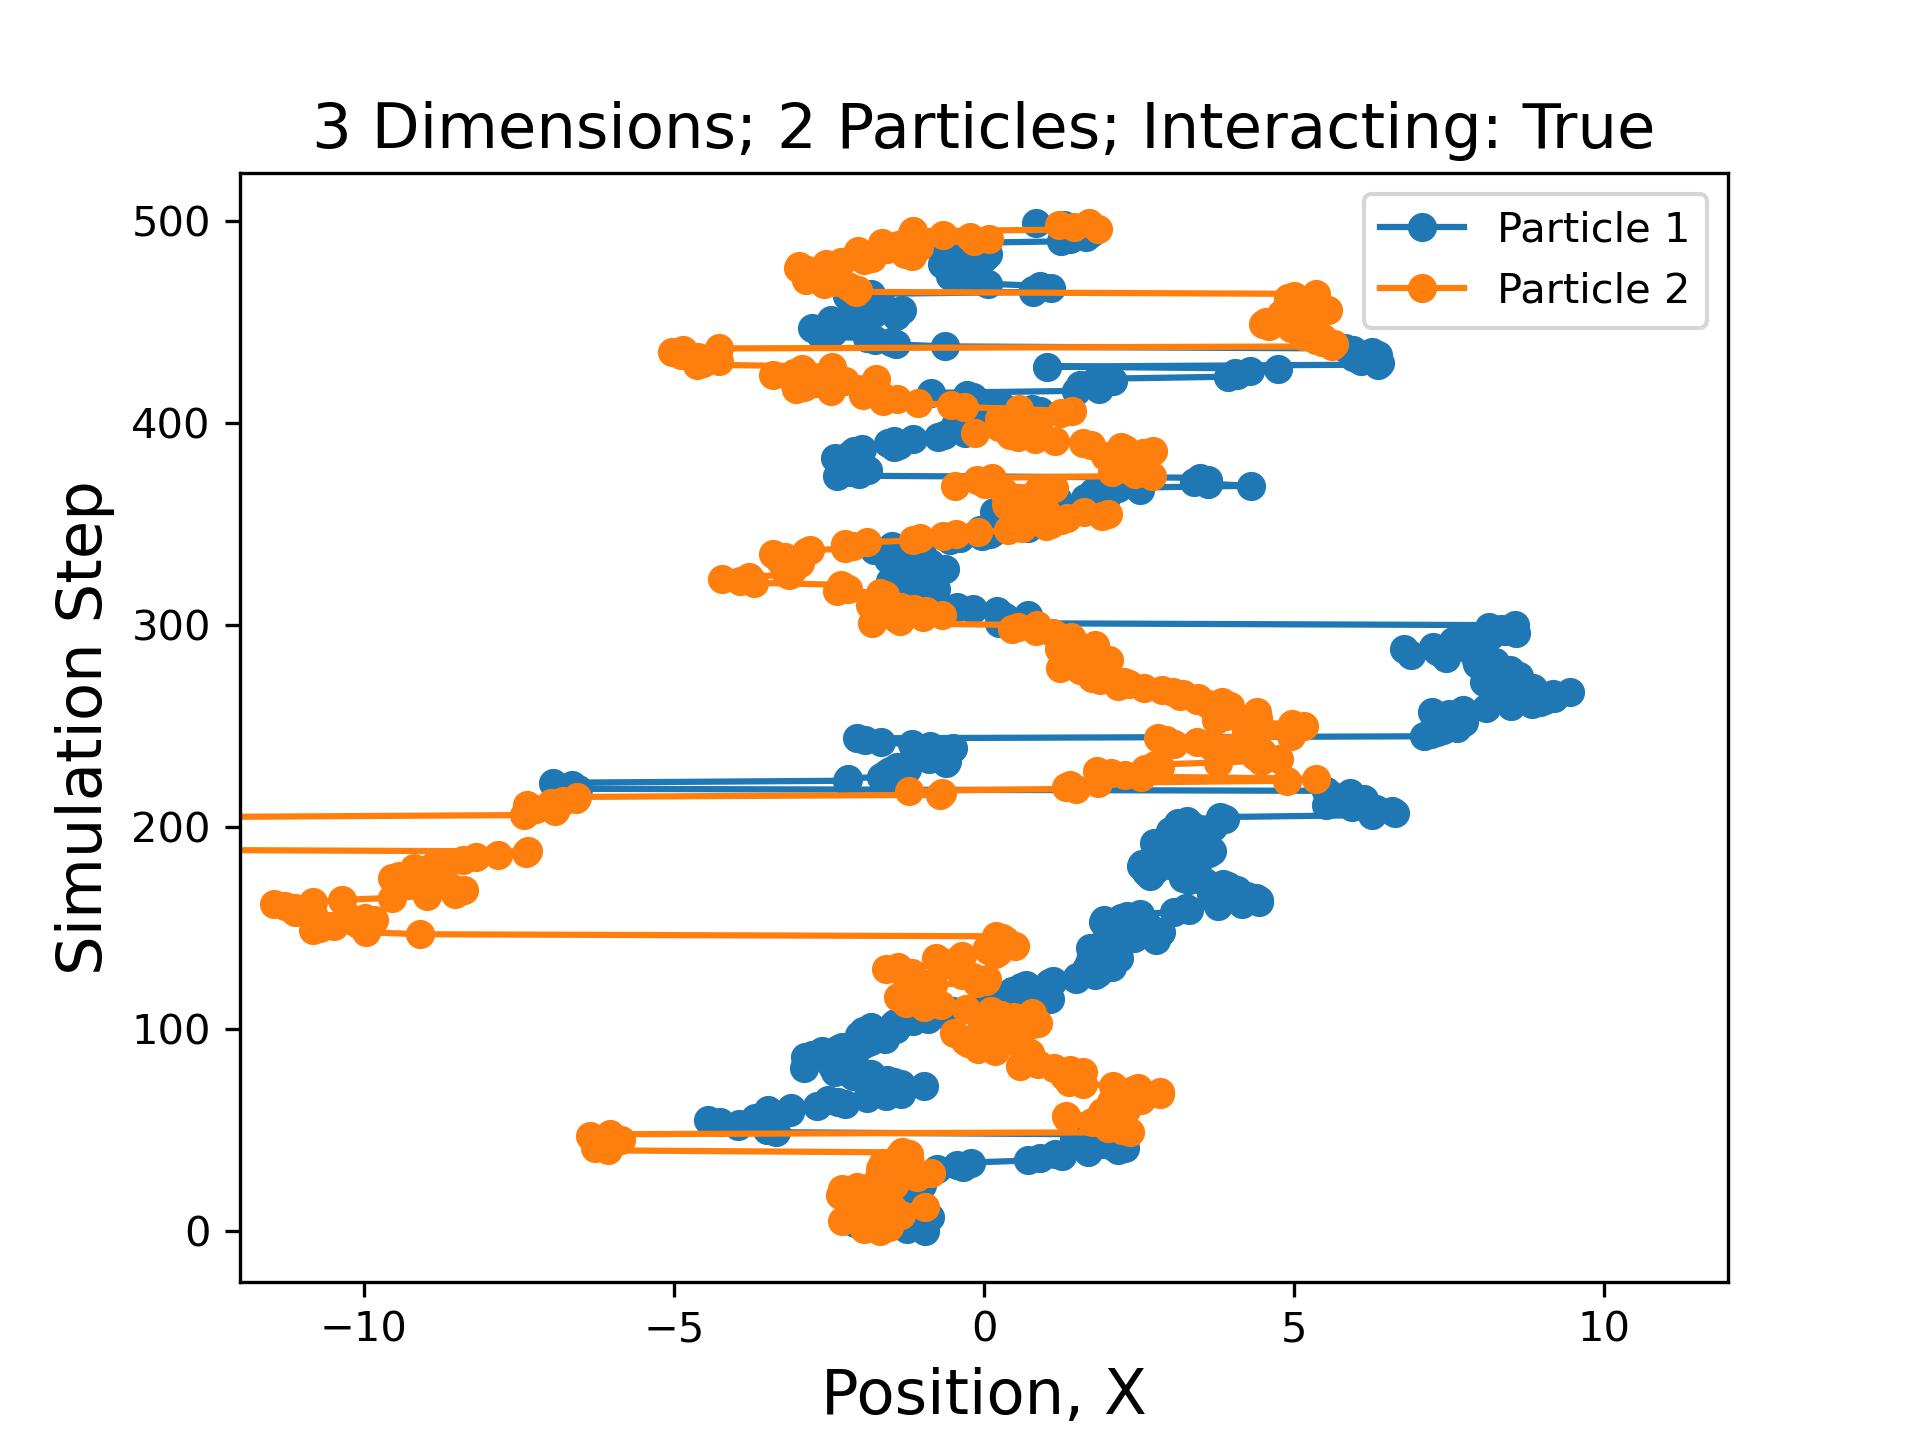 3 Dimensions; 2 Particles; Interacting: True
Particle 1
Particle 2
500
400
300
200
100
0
Simulation Step
−10
−5
0
5
10
Position, X